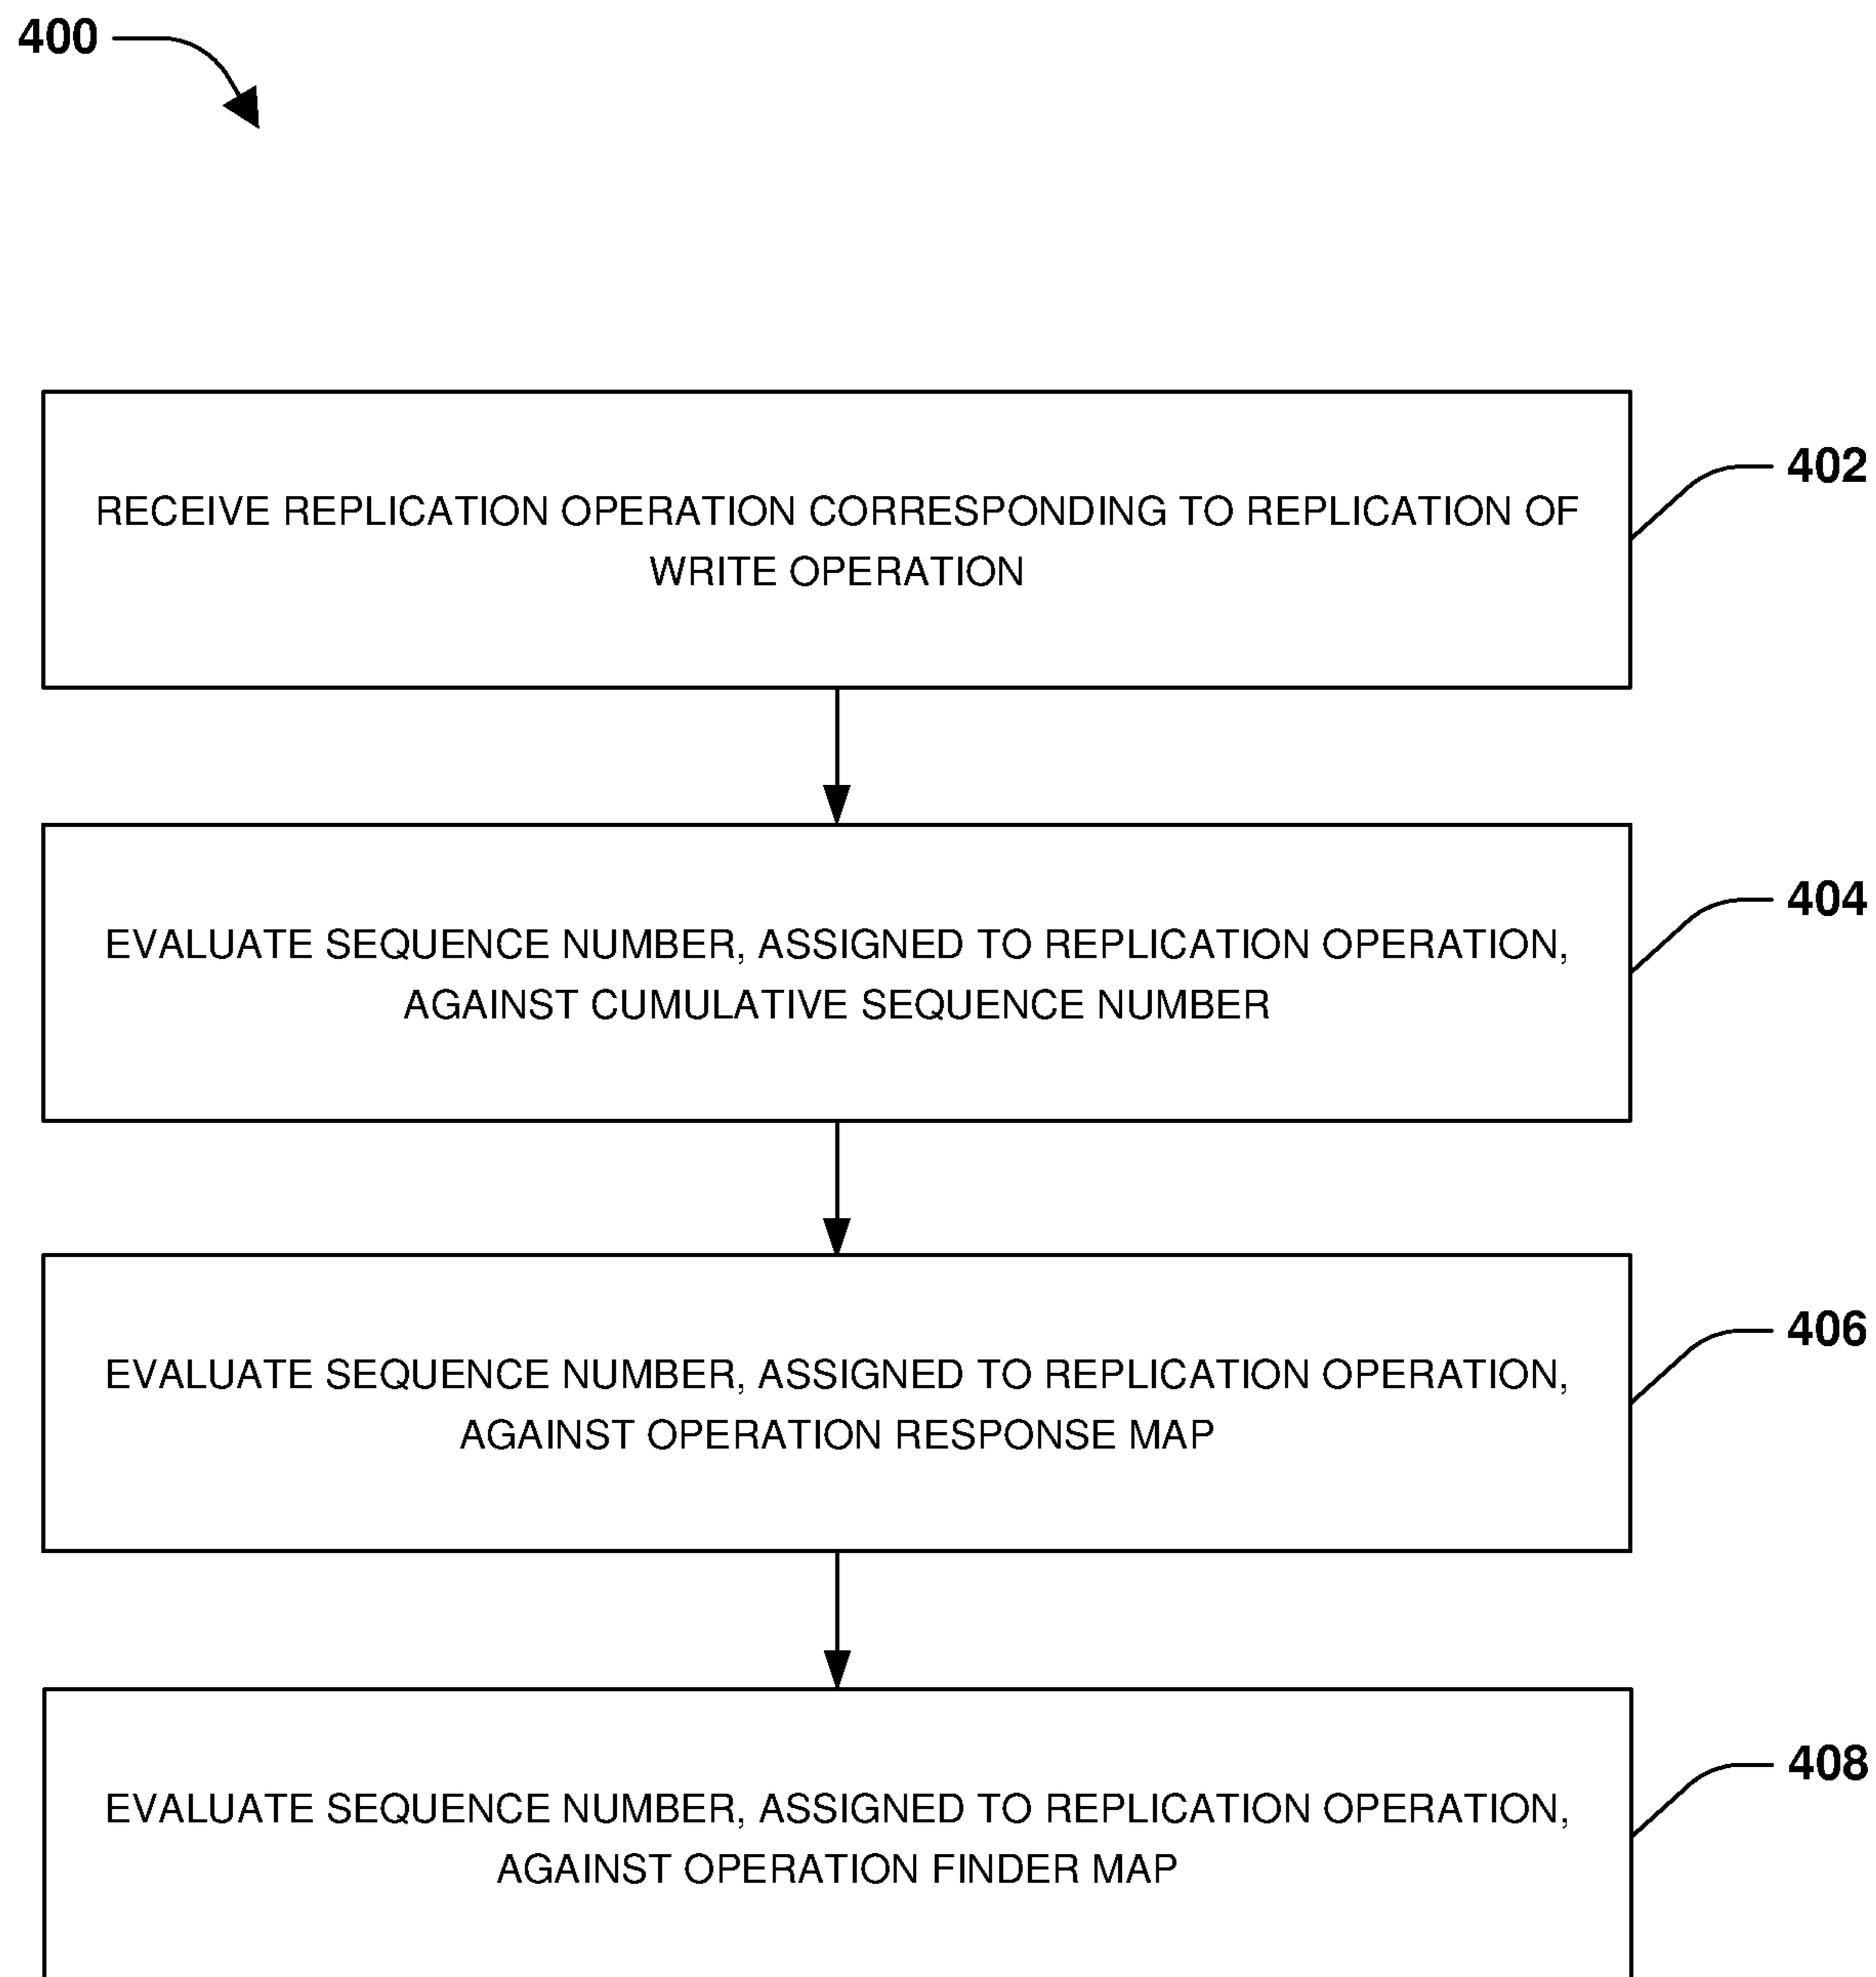 400
RECEIVE REPLICATION OPERATION CORRESPONDING TO REPLICATION OF
WRITE OPERATION
402
EVALUATE SEQUENCE NUMBER, ASSIGNED TO REPLICATION OPERATION,
AGAINST CUMULATIVE SEQUENCE NUMBER
404
EVALUATE SEQUENCE NUMBER, ASSIGNED TO REPLICATION OPERATION,
AGAINST OPERATION RESPONSE MAP
406
EVALUATE SEQUENCE NUMBER, ASSIGNED TO REPLICATION OPERATION,
AGAINST OPERATION FINDER MAP
408